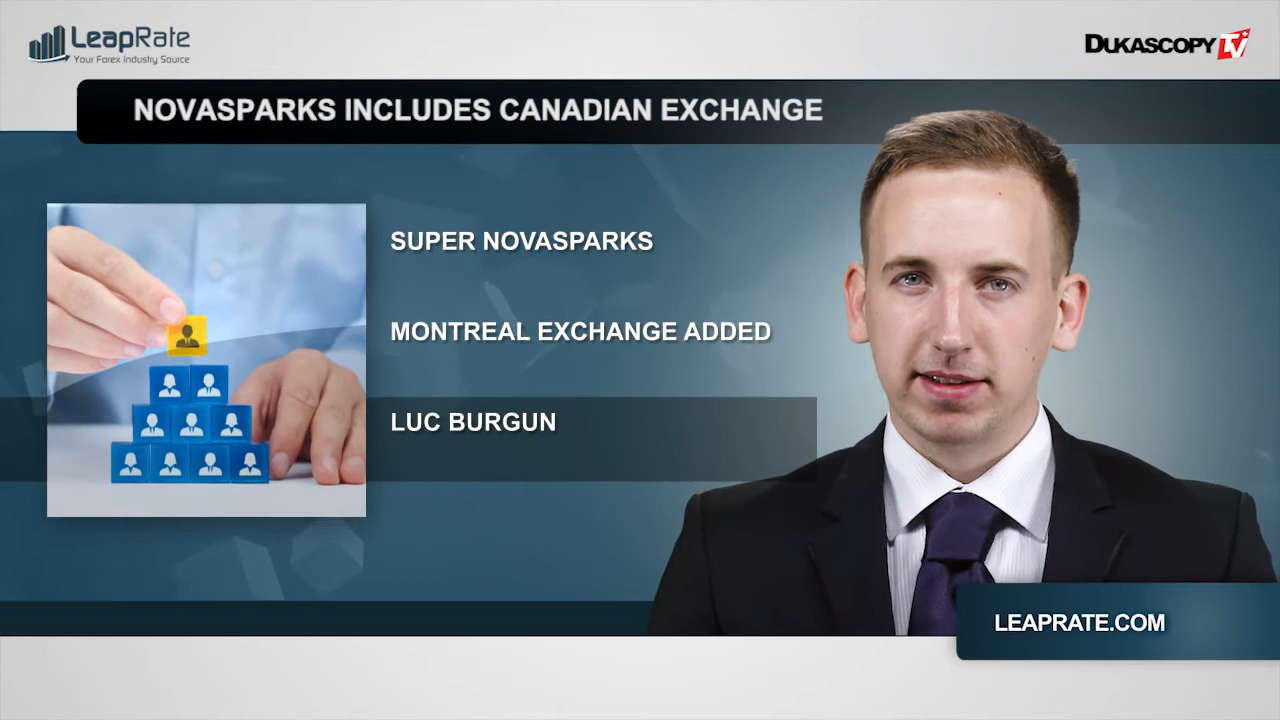 LeapRate
Your Forex Industry Source
DUKASCOPY TV
NOVASPARKS INCLUDES CANADIAN EXCHANGE
SUPER NOVASPARKS
MONTREAL EXCHANGE ADDED
LUC BURGUN
LEAPRATE.COM